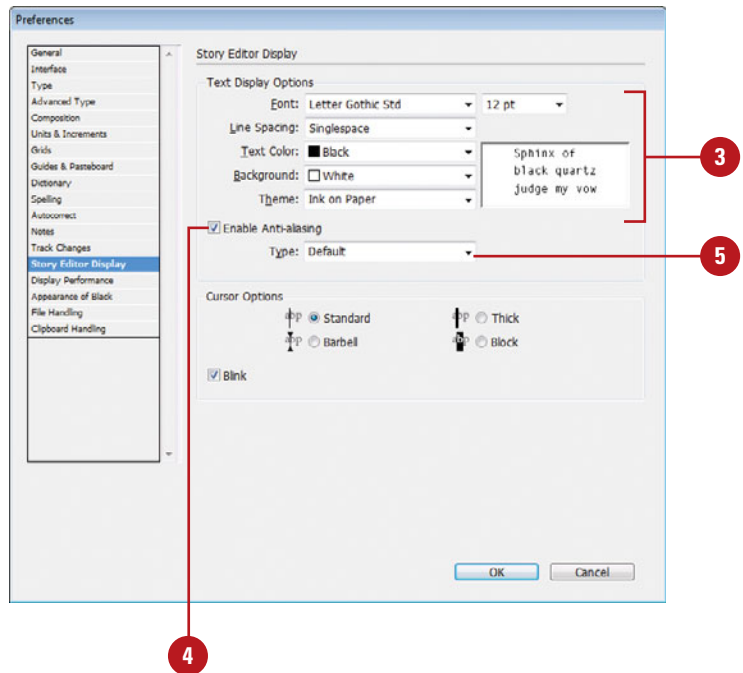 Preferences
General
Interface
Type
Advanced Type
Composition
Units & Increments
Grids
Guides & Pasteboard
Dictionary
Spelling
Autocorrect
Notes
Track Changes
Story Editor Display
Display Performance
Appearance of Black
File Handling
Clipboard Handling
Story Editor Display
Text Display Options
Font: Letter Gothic Std 12 pt
Line Spacing: Singlespace
Text Color: Black
Background: White
Theme: Ink on Paper
Sphinx of
black quartz
judge my vow
3
Enable Anti-aliasing
Type: Default
5
Cursor Options
abp Standard
abp Thick
abp Barbell
abp Block
Blink
OK Cancel
4